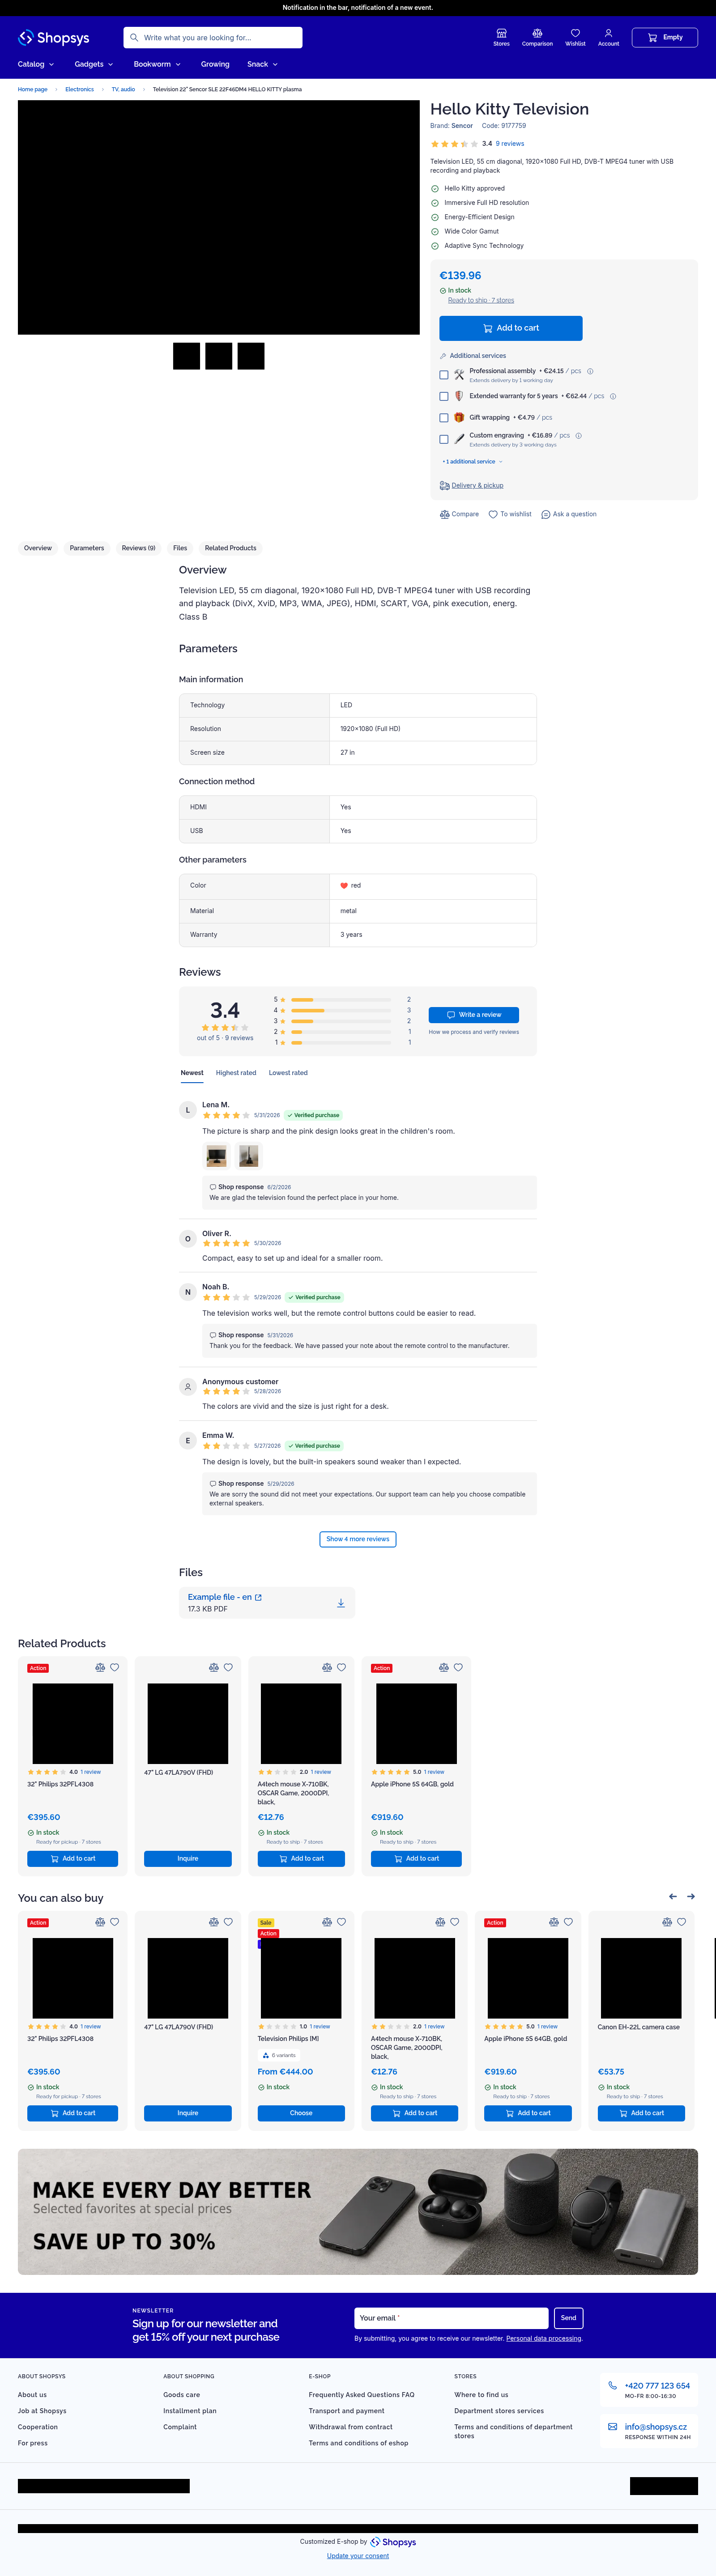 Notification in the bar, notification of a new event.
Shopsys
Write what you are looking for...
Stores
Comparison
Wishlist
Account
Empty
Catalog
Gadgets
Bookworm
Growing
Snack
Home page
Electronics
TV, audio
Television 22" Sencor SLE 22F46DM4 HELLO KITTY plasma
Hello Kitty Television
Brand: Sencor Code: 9177759
3.4 9 reviews
Television LED, 55 cm diagonal, 1920×1080 Full HD, DVB-T MPEG4 tuner with USB
recording and playback
Hello Kitty approved
Immersive Full HD resolution
Energy-Efficient Design
Wide Color Gamut
Adaptive Sync Technology
€139.96
In stock
Ready to ship · 7 stores
Add to cart
Additional services
Professional assembly + €24.15 / pcs
Extends delivery by 1 working day
Extended warranty for 5 years + €62.44 / pcs
Gift wrapping + €4.79 / pcs
Custom engraving + €16.89 / pcs
Extends delivery by 3 working days
+ 1 additional service
Delivery & pickup
Compare
To wishlist
Ask a question
Overview
Parameters
Reviews (9)
Files
Related Products
Overview
Television LED, 55 cm diagonal, 1920×1080 Full HD, DVB-T MPEG4 tuner with USB recording
and playback (DivX, XviD, MP3, WMA, JPEG), HDMI, SCART, VGA, pink execution, energ.
Class B
Parameters
Main information
Technology LED
Resolution 1920×1080 (Full HD)
Screen size 27 in
Connection method
HDMI Yes
USB Yes
Other parameters
Color red
Material metal
Warranty 3 years
Reviews
3.4
out of 5 · 9 reviews
5 2
4 3
3 2
2 1
1 1
Write a review
How we process and verify reviews
Newest
Highest rated
Lowest rated
L
Lena M.
5/31/2026 Verified purchase
The picture is sharp and the pink design looks great in the children's room.
Shop response 6/2/2026
We are glad the television found the perfect place in your home.
O
Oliver R.
5/30/2026
Compact, easy to set up and ideal for a smaller room.
N
Noah B.
5/29/2026 Verified purchase
The television works well, but the remote control buttons could be easier to read.
Shop response 5/31/2026
Thank you for the feedback. We have passed your note about the remote control to the manufacturer.
Anonymous customer
5/28/2026
The colors are vivid and the size is just right for a desk.
E
Emma W.
5/27/2026 Verified purchase
The design is lovely, but the built-in speakers sound weaker than I expected.
Shop response 5/29/2026
We are sorry the sound did not meet your expectations. Our support team can help you choose compatible
external speakers.
Show 4 more reviews
Files
Example file - en
17.3 KB PDF
Related Products
Action
4.0 1 review
32" Philips 32PFL4308
€395.60
In stock
Ready for pickup · 7 stores
Add to cart
47" LG 47LA790V (FHD)
Inquire
2.0 1 review
A4tech mouse X-710BK,
OSCAR Game, 2000DPI,
black,
€12.76
In stock
Ready to ship · 7 stores
Add to cart
Action
5.0 1 review
Apple iPhone 5S 64GB, gold
€919.60
In stock
Ready to ship · 7 stores
Add to cart
You can also buy
Action
4.0 1 review
32" Philips 32PFL4308
€395.60
In stock
Ready for pickup · 7 stores
Add to cart
47" LG 47LA790V (FHD)
Inquire
Sale
Action
1.0 1 review
Television Philips [M]
6 variants
From €444.00
In stock
Choose
2.0 1 review
A4tech mouse X-710BK,
OSCAR Game, 2000DPI,
black,
€12.76
In stock
Ready to ship · 7 stores
Add to cart
Action
5.0 1 review
Apple iPhone 5S 64GB, gold
€919.60
In stock
Ready to ship · 7 stores
Add to cart
Canon EH-22L camera case
€53.75
In stock
Ready to ship · 7 stores
Add to cart
MAKE EVERY DAY BETTER
Selected favorites at special prices
SAVE UP TO 30%
NEWSLETTER
Sign up for our newsletter and
get 15% off your next purchase
Your email *
Send
By submitting, you agree to receive our newsletter. Personal data processing.
ABOUT SHOPSYS
About us
Job at Shopsys
Cooperation
For press
ABOUT SHOPPING
Goods care
Installment plan
Complaint
E-SHOP
Frequently Asked Questions FAQ
Transport and payment
Withdrawal from contract
Terms and conditions of eshop
STORES
Where to find us
Department stores services
Terms and conditions of department
stores
+420 777 123 654
MO-FR 8:00-16:30
info@shopsys.cz
RESPONSE WITHIN 24H
Customized E-shop by Shopsys
Update your consent